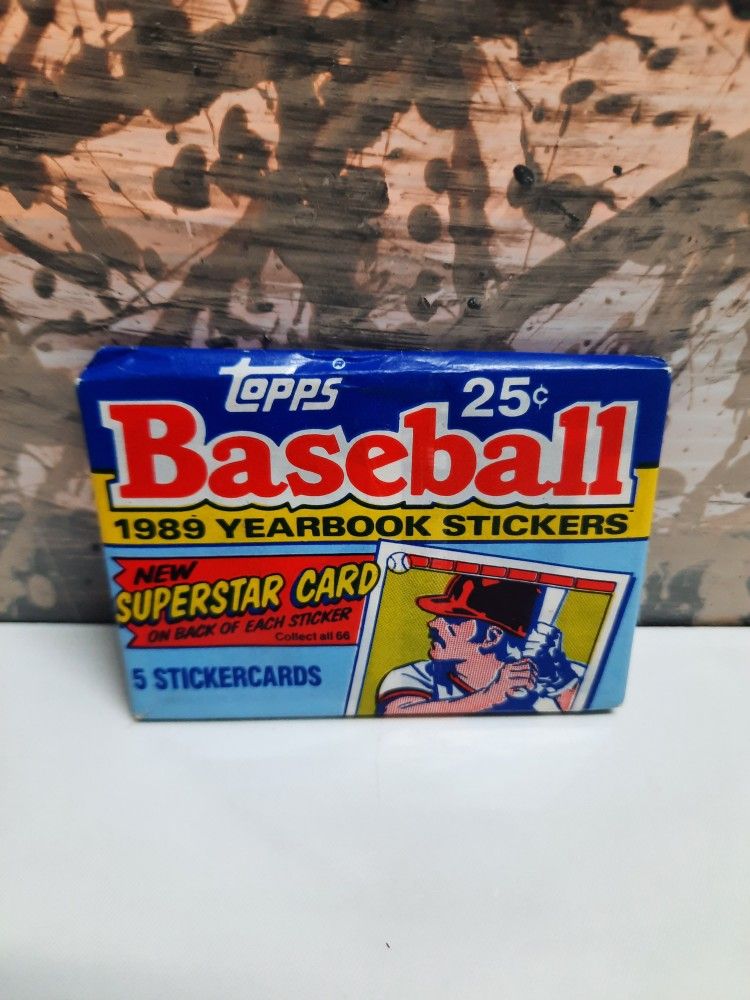 Topps® 25¢
Baseball
1989 YEARBOOK STICKERS
NEW
SUPERSTAR CARD
ON BACK OF EACH STICKER
Collect all 66
5 STICKERCARDS